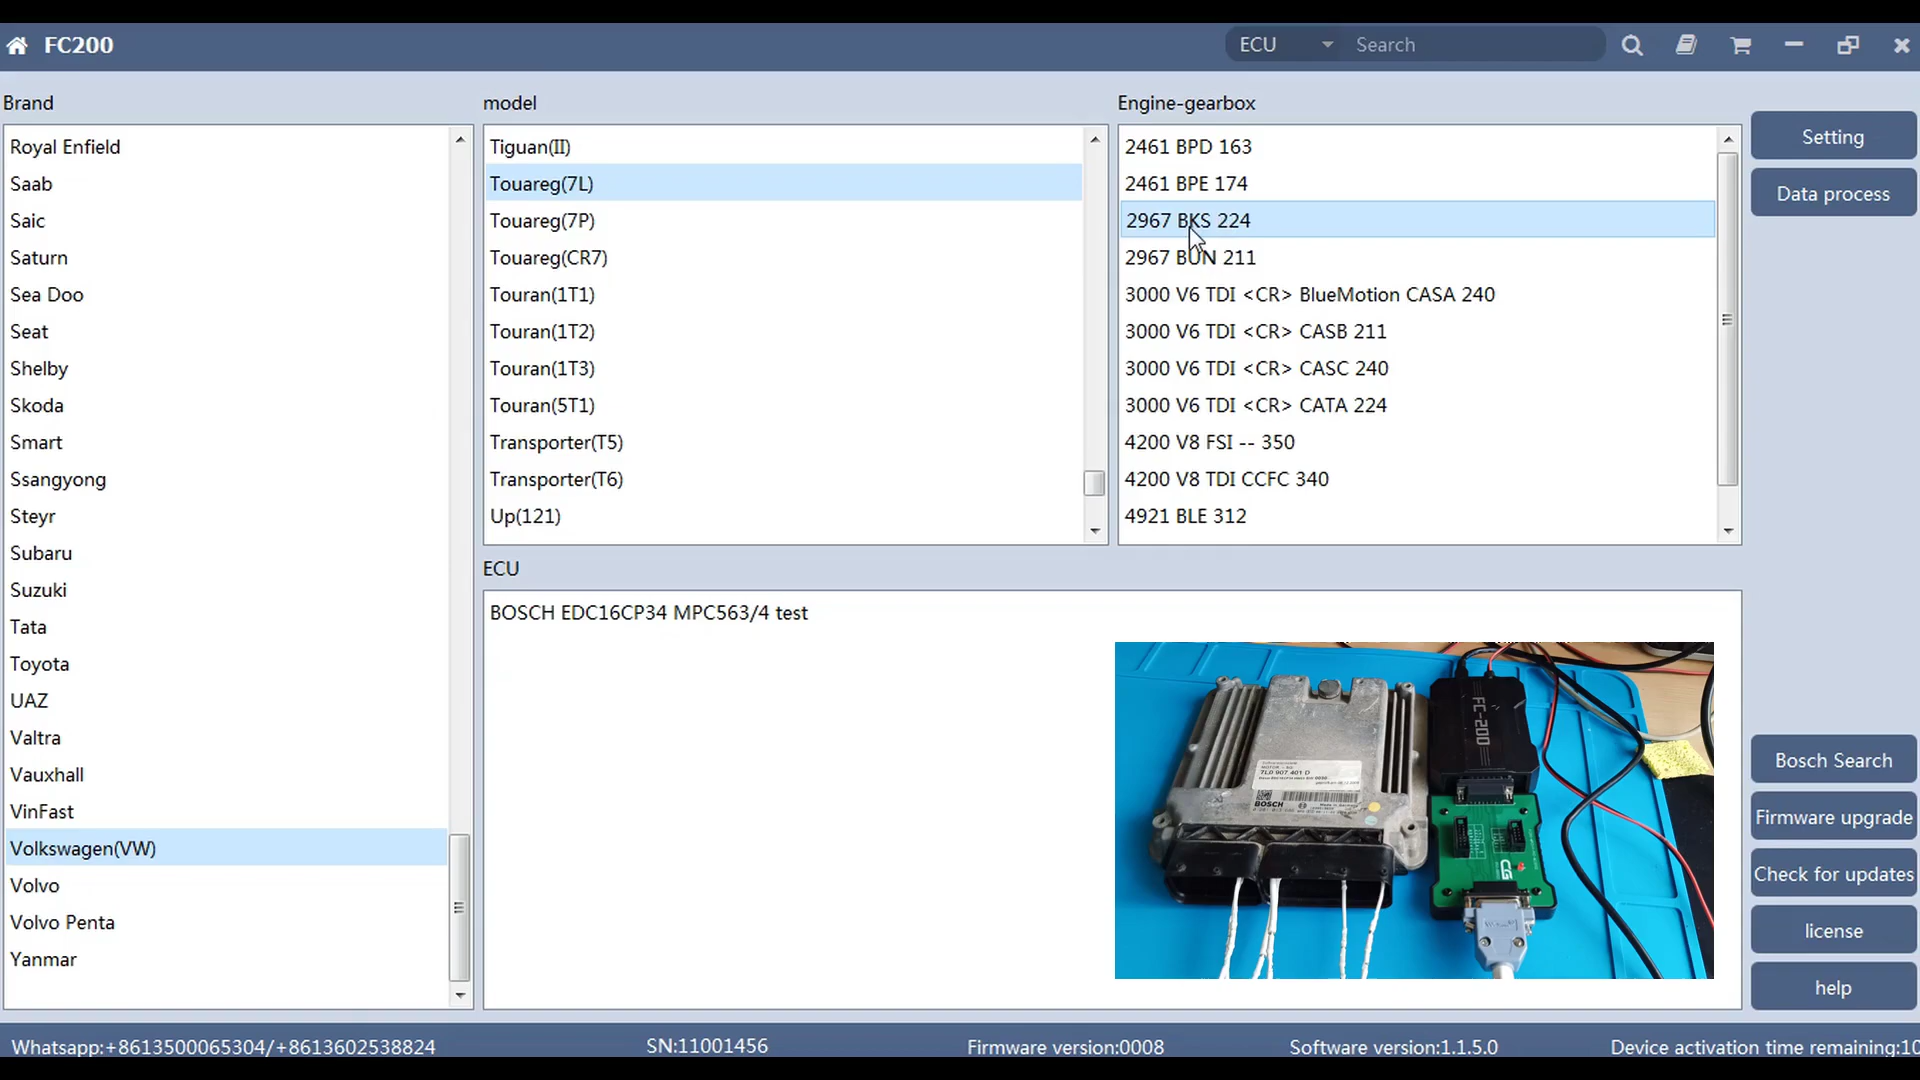 FC200
ECU
Search
Brand
model
Engine-gearbox
Royal Enfield
Saab
Saic
Saturn
Sea Doo
Seat
Shelby
Skoda
Smart
Ssangyong
Steyr
Subaru
Suzuki
Tata
Toyota
UAZ
Valtra
Vauxhall
VinFast
Volkswagen(VW)
Volvo
Volvo Penta
Yanmar
Tiguan(II)
Touareg(7L)
Touareg(7P)
Touareg(CR7)
Touran(1T1)
Touran(1T2)
Touran(1T3)
Touran(5T1)
Transporter(T5)
Transporter(T6)
Up(121)
2461 BPD 163
2461 BPE 174
2967 BKS 224
2967 BUN 211
3000 V6 TDI <CR> BlueMotion CASA 240
3000 V6 TDI <CR> CASB 211
3000 V6 TDI <CR> CASC 240
3000 V6 TDI <CR> CATA 224
4200 V8 FSI -- 350
4200 V8 TDI CCFC 340
4921 BLE 312
Setting
Data process
ECU
BOSCH EDC16CP34 MPC563/4 test
7L0 907 401 D
BOSCH
FC-200
CG
Bosch Search
Firmware upgrade
Check for updates
license
help
Whatsapp:+8613500065304/+8613602538824
SN:11001456
Firmware version:0008
Software version:1.1.5.0
Device activation time remaining:10